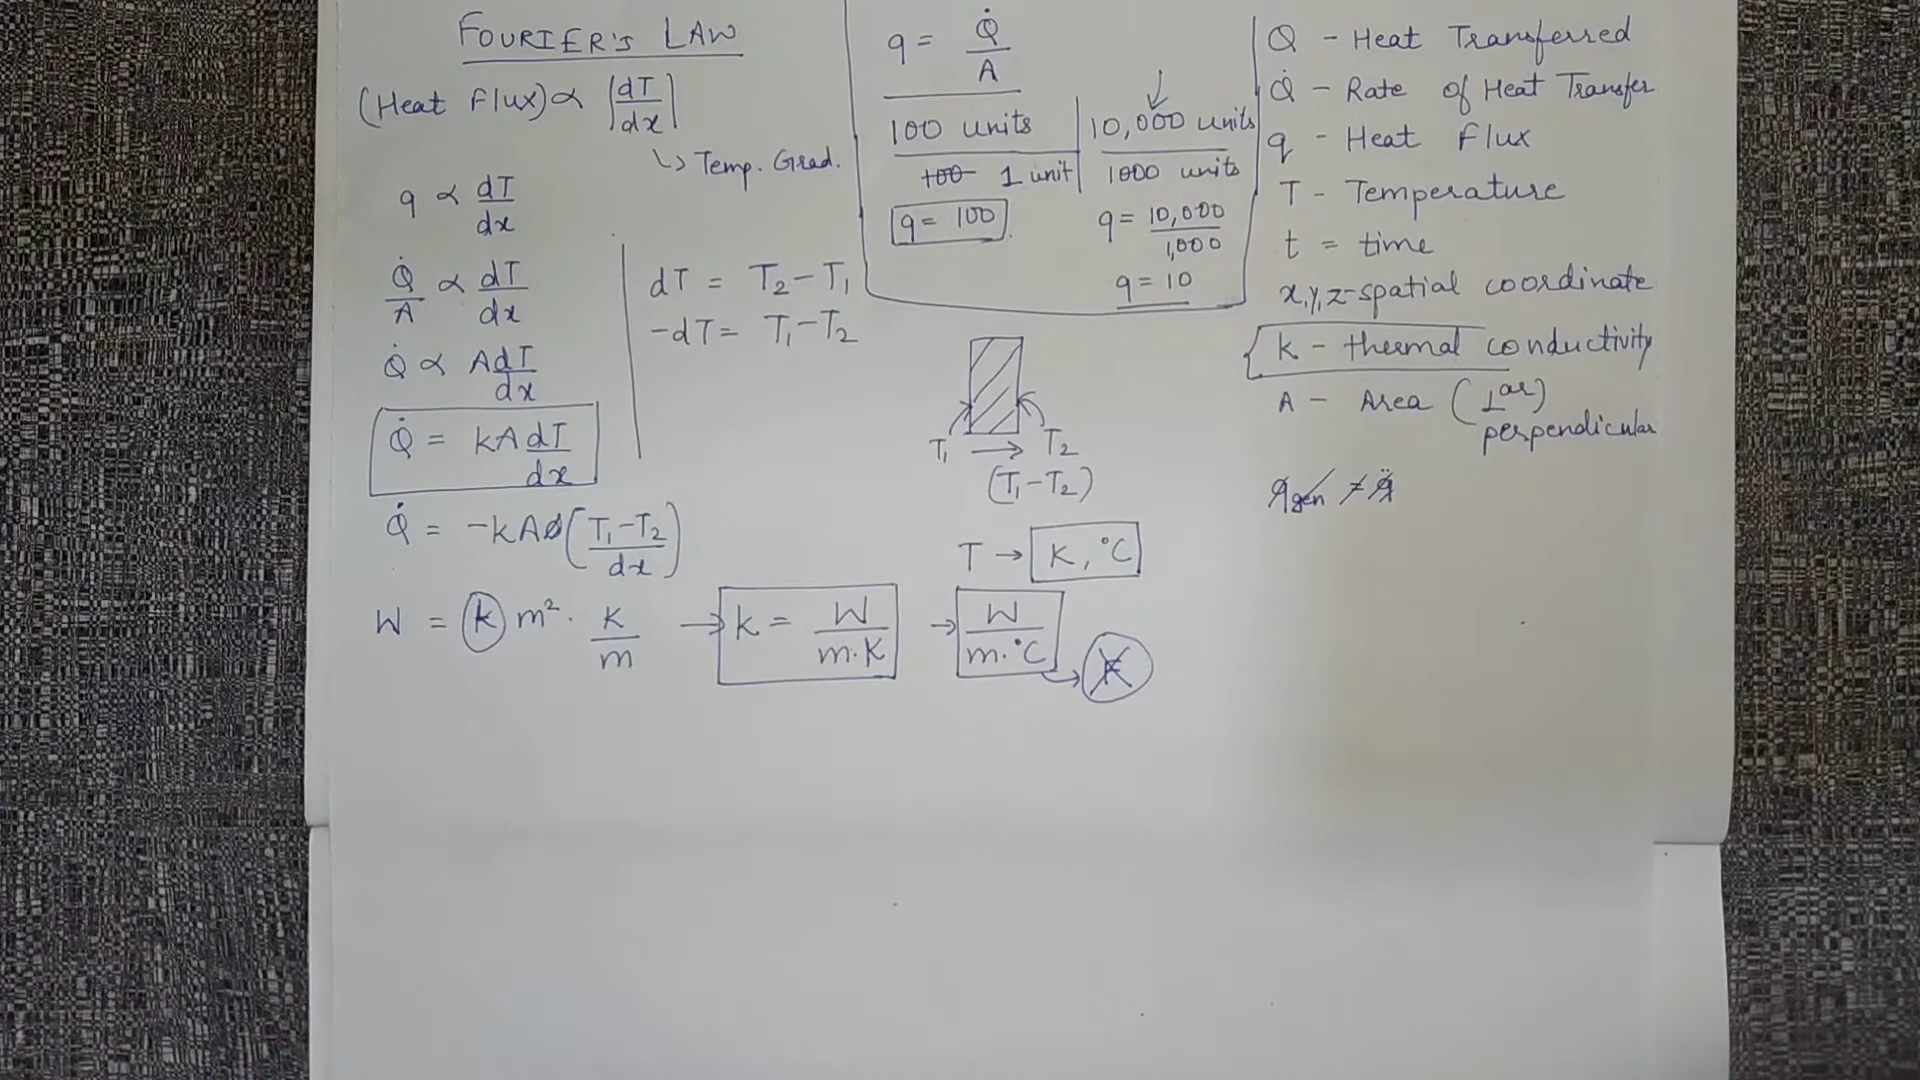 FOURIER'S LAW
(Heat Flux) ∝ |dT/dx|
↳ Temp. Grad.
q ∝ dT/dx
Q̇/A ∝ dT/dx
Q̇ ∝ A dT/dx
Q̇ = kA dT/dx
Q̇ = -kA (T₁-T₂/dx)
W = k m² · K/m → k = W/m·K → W/m·°C →
dT = T₂-T₁
-dT = T₁-T₂
q = Q̇/A
100 units
100 1 unit
q = 100
10,000 units
1000 units
q = 10,000/1,000
q = 10
T₁ → T₂
(T₁-T₂)
T → K, °C
Q - Heat Transferred
Q̇ - Rate of Heat Transfer
q - Heat Flux
T - Temperature
t = time
x,y,z - spatial coordinate
k - thermal conductivity
A - Area (⊥ar)
perpendicular